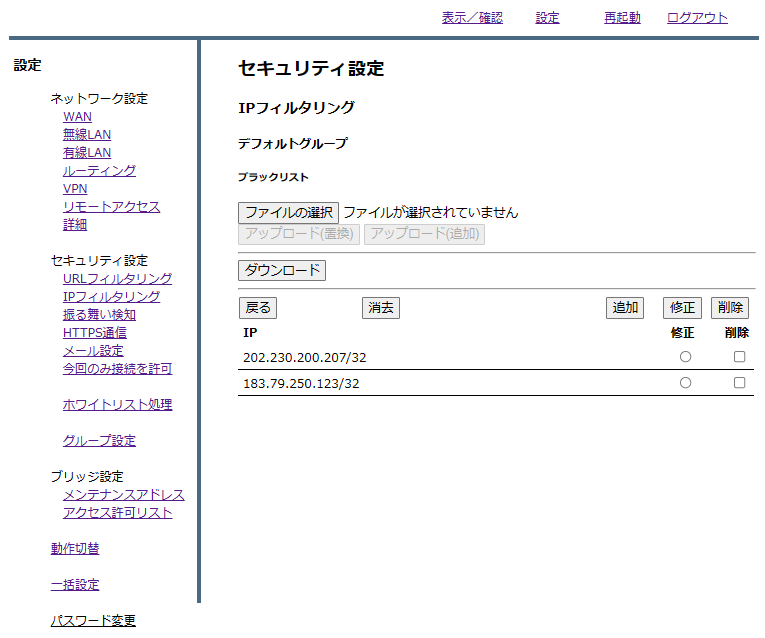 表示／確認 設定 再起動 ログアウト
設定
ネットワーク設定
WAN
無線LAN
有線LAN
ルーティング
VPN
リモートアクセス
詳細
セキュリティ設定
URLフィルタリング
IPフィルタリング
振る舞い検知
HTTPS通信
メール設定
今回のみ接続を許可
ホワイトリスト処理
グループ設定
ブリッジ設定
メンテナンスアドレス
アクセス許可リスト
動作切替
一括設定
パスワード変更
セキュリティ設定
IPフィルタリング
デフォルトグループ
ブラックリスト
ファイルの選択 ファイルが選択されていません
アップロード(置換) アップロード(追加)
ダウンロード
戻る 消去 追加 修正 削除
IP 修正 削除
202.230.200.207/32
183.79.250.123/32